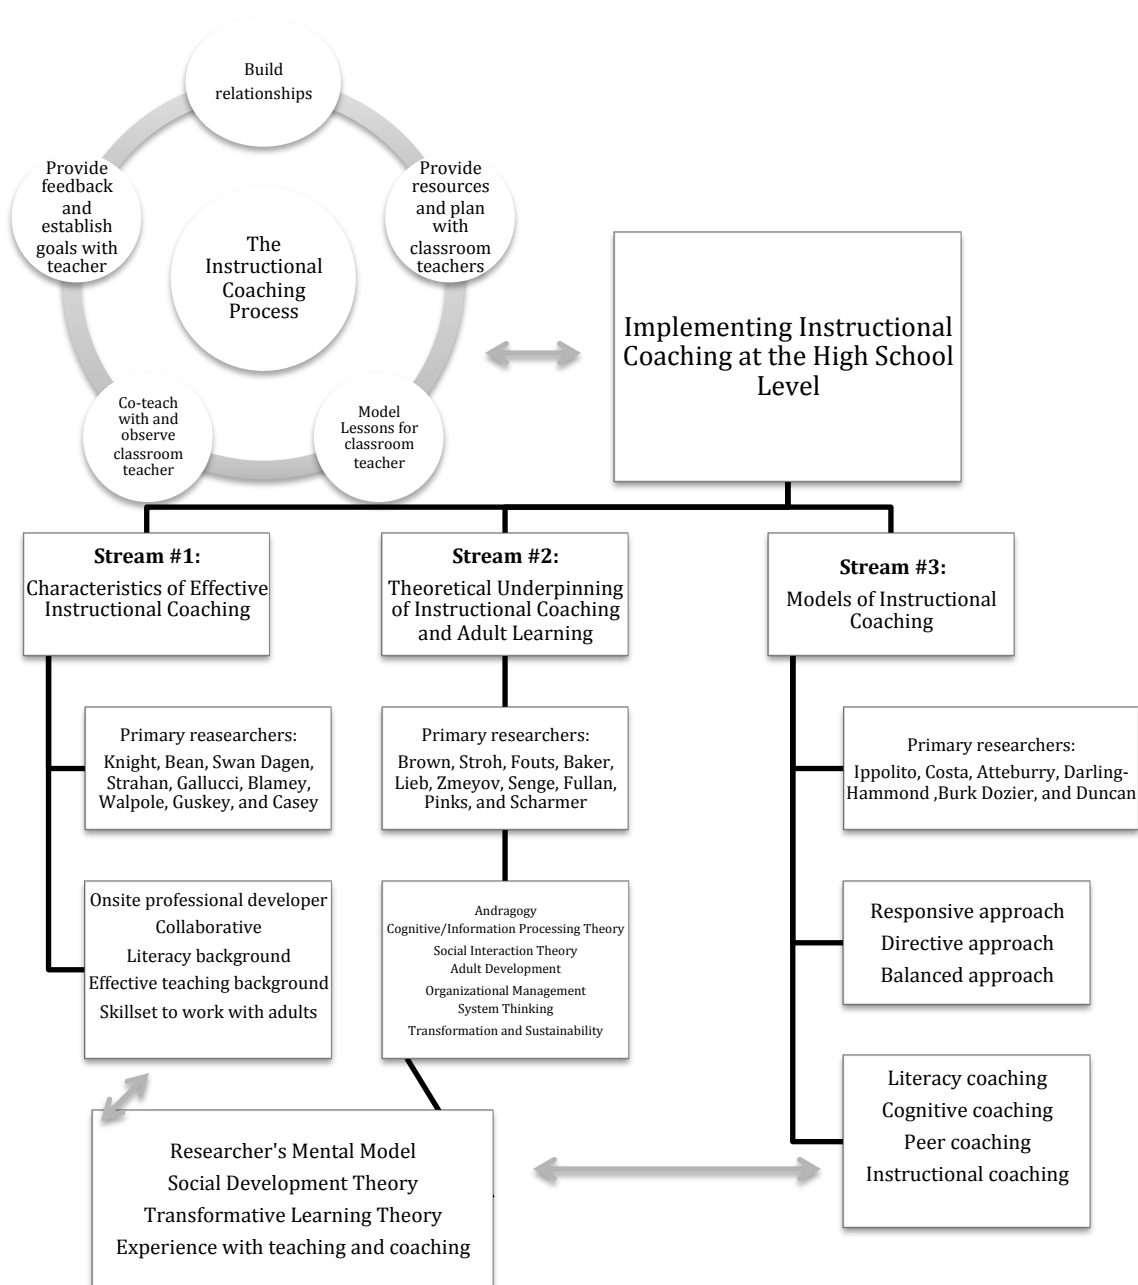 Build
relationships
Provide
resources
and plan
with
classroom
teachers
Model
Lessons for
classroom
teacher
Co-teach
with and
observe
classroom
teacher
Provide
feedback
and
establish
goals with
teacher
The
Instructional
Coaching
Process
Implementing Instructional
Coaching at the High School
Level
Stream #1:
Characteristics of Effective
Instructional Coaching
Primary reasearchers:
Knight, Bean, Swan Dagen,
Strahan, Gallucci, Blamey,
Walpole, Guskey, and Casey
Onsite professional developer
Collaborative
Literacy background
Effective teaching background
Skillset to work with adults
Stream #2:
Theoretical Underpinning
of Instructional Coaching
and Adult Learning
Primary researchers:
Brown, Stroh, Fouts, Baker,
Lieb, Zmeyov, Senge, Fullan,
Pinks, and Scharmer
Andragogy
Cognitive/Information Processing Theory
Social Interaction Theory
Adult Development
Organizational Management
System Thinking
Transformation and Sustainability
Stream #3:
Models of Instructional
Coaching
Primary researchers:
Ippolito, Costa, Atteburry, Darling-
Hammond ,Burk Dozier, and Duncan
Responsive approach
Directive approach
Balanced approach
Literacy coaching
Cognitive coaching
Peer coaching
Instructional coaching
Researcher's Mental Model
Social Development Theory
Transformative Learning Theory
Experience with teaching and coaching